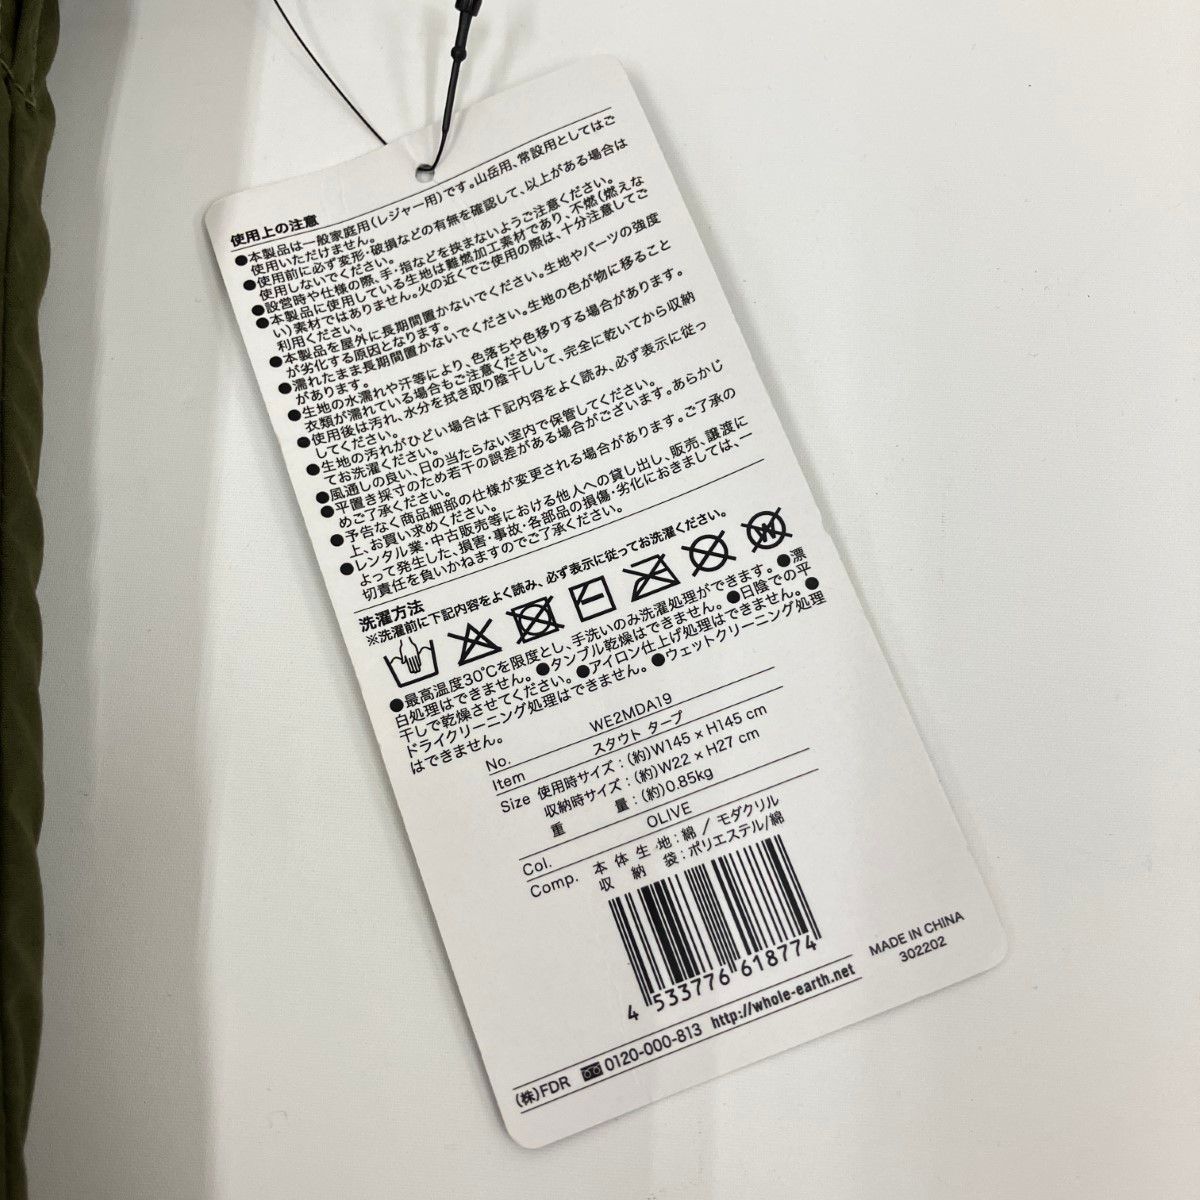 使用上の注意
●本製品は一般家庭用(レジャー用)です。山岳用、常設用としてはご
使用いただけません。
●使用前に必ず変形・破損などの有無を確認して、以上がある場合は
使用しないでください。
●設営時や仕様の際、手・指などを挟まないようご注意ください。
●本製品に使用している生地は難燃加工素材であり、不燃(燃えな
い)素材ではありません。火の近くでご使用の際は、十分注意してご
利用ください。
●本製品を屋外に長期間置かないでください。生地やパーツの強度
が劣化する原因となります。
●濡れたまま長期間置かないでください。生地の色が物に移ること
があります。
●生地の水濡れや汗等により、色落ちや色移りする場合があります。
衣類が濡れている場合もご注意ください。
●使用後は汚れ、水分を拭き取り陰干しして、完全に乾いてから収納
してください。
●生地の汚れがひどい場合は下記内容をよく読み、必ず表示に従っ
てお洗濯ください。
●風通しの良い、日の当たらない室内で保管してください。
●平置き採寸のため若干の誤差がある場合がございます。あらかじ
めご了承ください。
●予告なく商品細部の仕様が変更される場合があります。ご了承の
上、お買い求めください。
●レンタル業・中古販売等における他人への貸し出し、販売、譲渡に
よって発生した、損害・事故・各部品の損傷・劣化におきましては、一
切責任を負いかねますのでご了承ください。
洗濯方法
※洗濯前に下記内容をよく読み、必ず表示に従ってお洗濯ください。
●最高温度30℃を限度とし、手洗いのみ洗濯処理ができます。●漂
白処理はできません。●タンブル乾燥はできません。●日陰での平
干しで乾燥させてください。●アイロン仕上げ処理はできません。●
ドライクリーニング処理はできません。●ウェットクリーニング処理
はできません。
No. WE2MDA19
Item スタウト タープ
Size 使用時サイズ：(約)W145 × H145 cm
収納時サイズ：(約)W22 × H27 cm
重 量：(約)0.85kg
Col. OLIVE
Comp. 本体生地：綿 / モダクリル
収納袋：ポリエステル/綿
4 533776 618774
MADE IN CHINA
302202
(株)FDR 0120-000-813 http://whole-earth.net